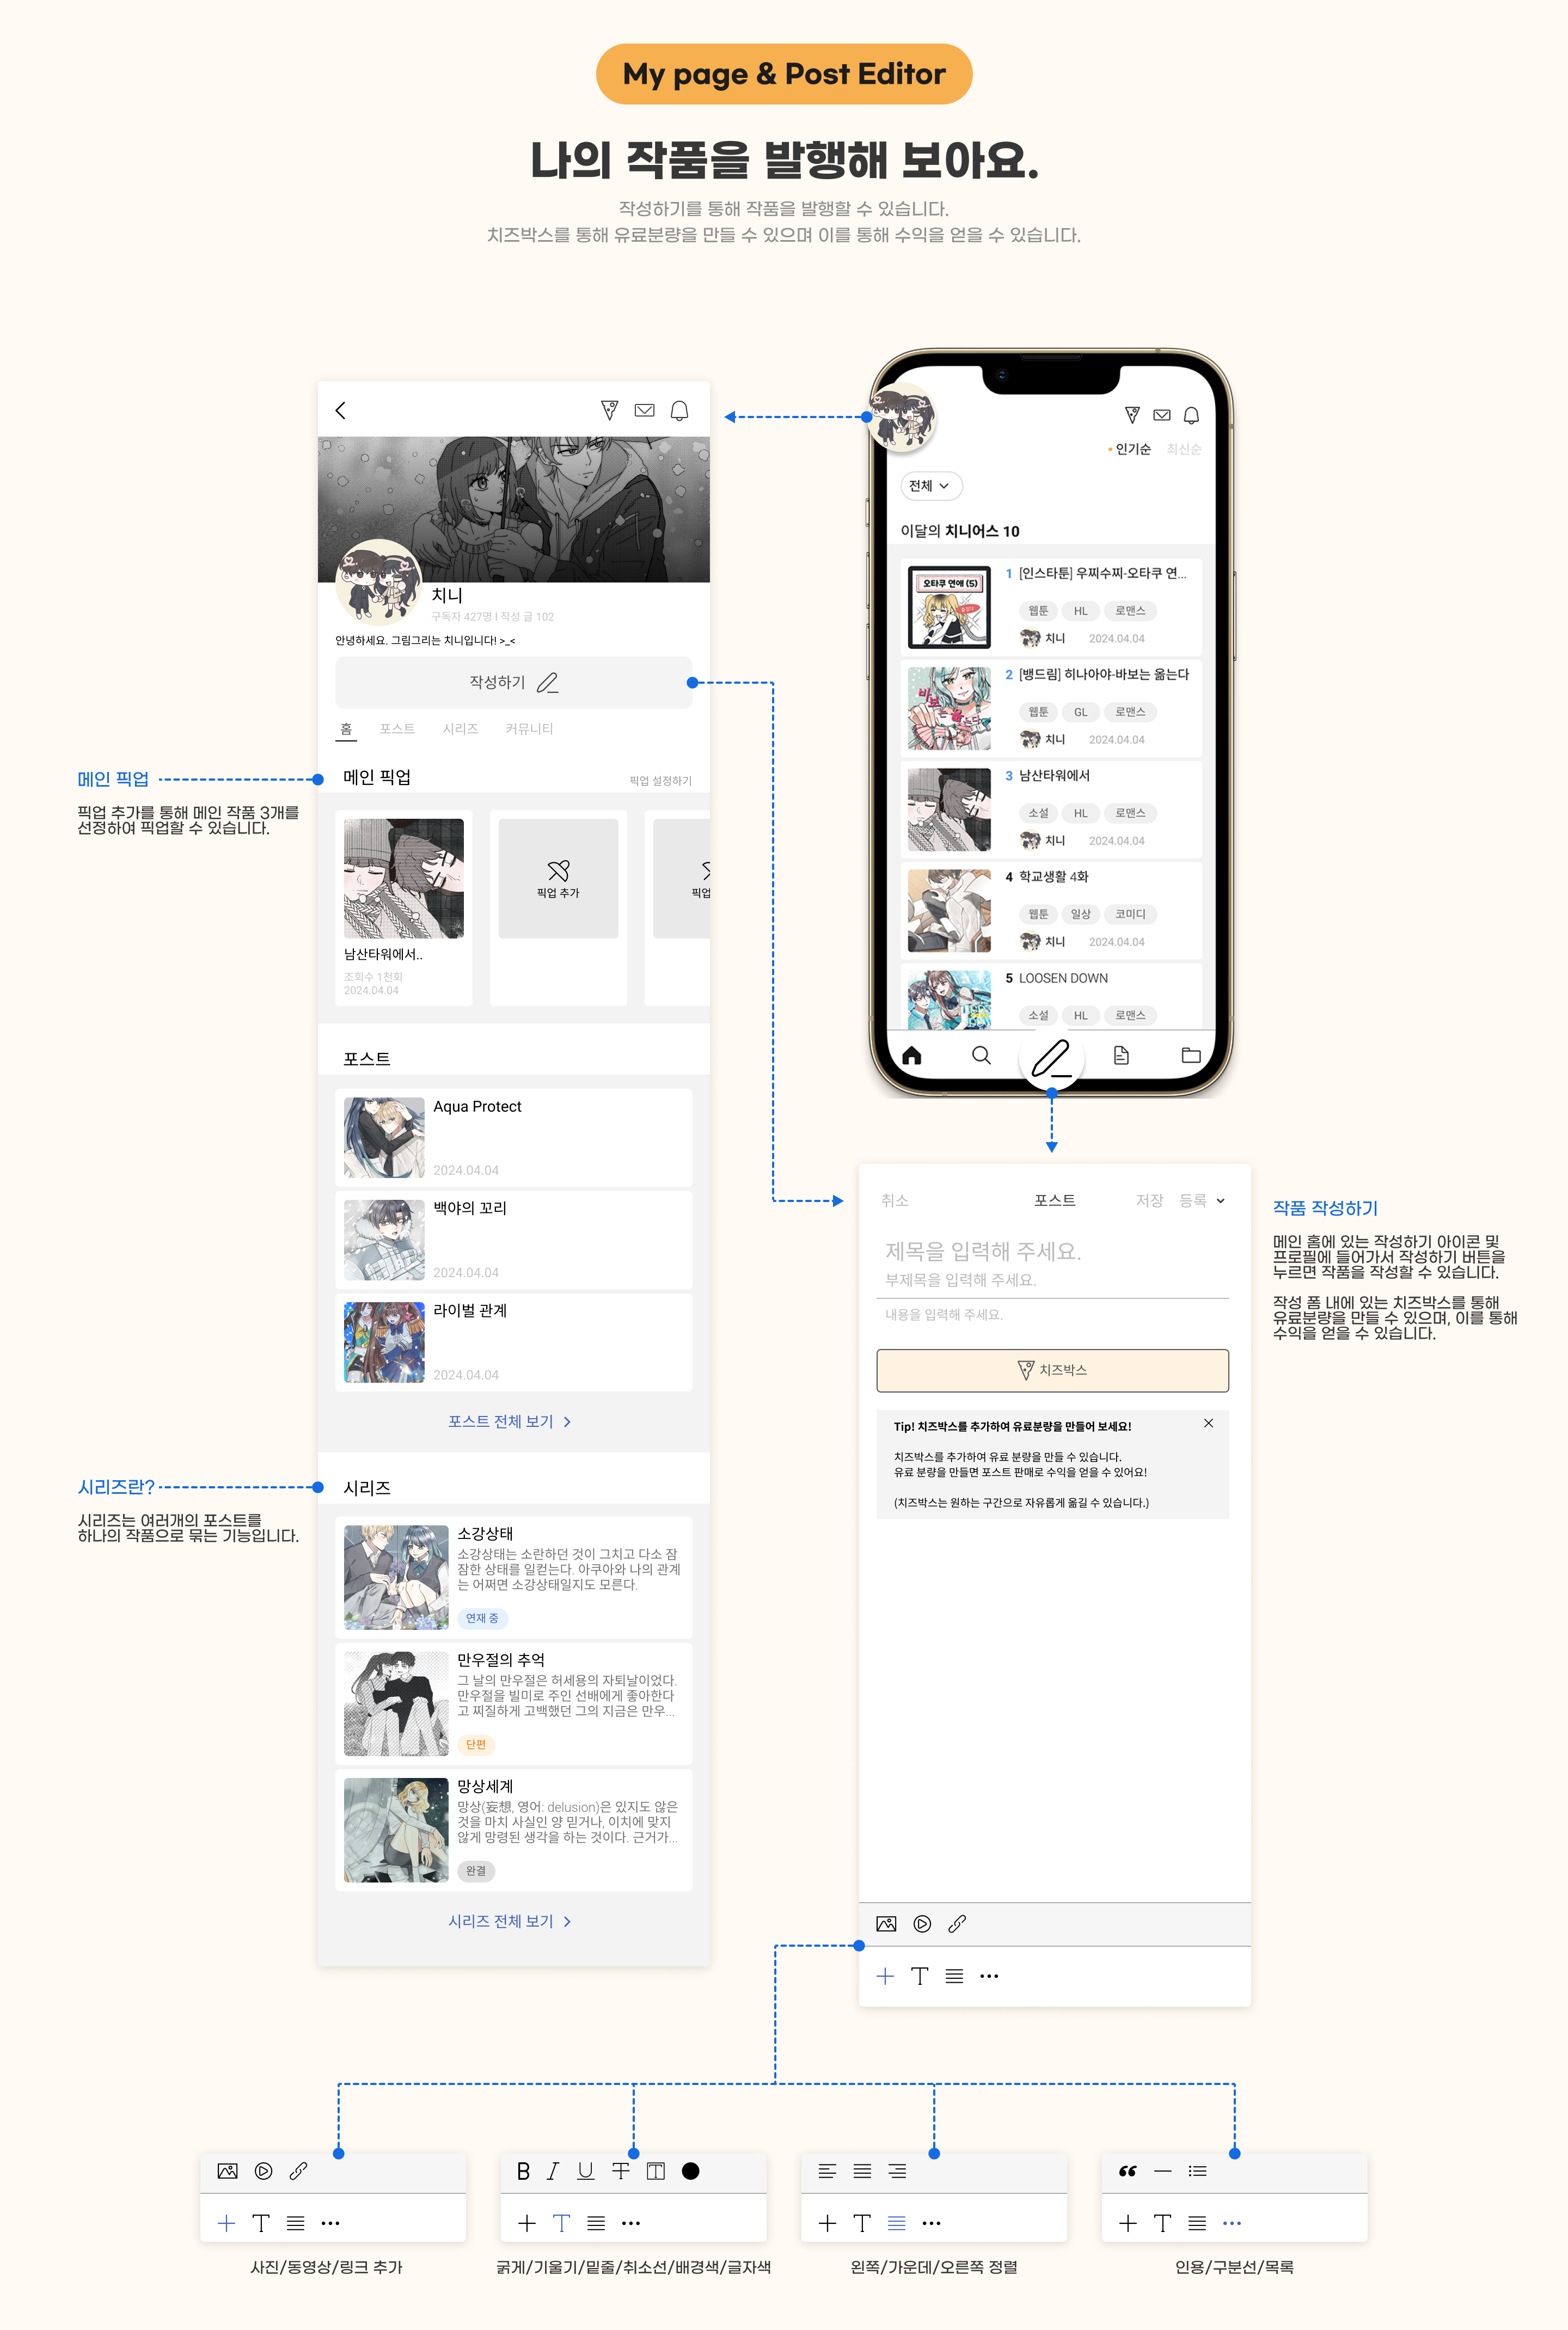 My page & Post Editor
나의 작품을 발행해 보아요.
작성하기를 통해 작품을 발행할 수 있습니다.
치즈박스를 통해 유료분량을 만들 수 있으며 이를 통해 수익을 얻을 수 있습니다.
치니
구독자 427명 I 작성 글 102
안녕하세요. 그림그리는 치니입니다! >_<
작성하기
홈 포스트 시리즈 커뮤니티
메인 픽업
픽업 추가를 통해 메인 작품 3개를
선정하여 픽업할 수 있습니다.
메인 픽업
픽업 설정하기
남산타워에서..
조회수 1천회
2024.04.04
픽업 추가
픽업
포스트
Aqua Protect
2024.04.04
백야의 꼬리
2024.04.04
라이벌 관계
2024.04.04
포스트 전체 보기
시리즈란?
시리즈는 여러개의 포스트를
하나의 작품으로 묶는 기능입니다.
시리즈
소강상태
소강상태는 소란하던 것이 그치고 다소 잠
잠한 상태를 일컫는다. 아쿠아와 나의 관계
는 어쩌면 소강상태일지도 모른다.
연재 중
만우절의 추억
그 날의 만우절은 허세용의 자퇴날이었다.
만우절을 빌미로 주인 선배에게 좋아한다
고 찌질하게 고백했던 그의 지금은 만우...
단편
망상세계
망상(妄想, 영어: delusion)은 있지도 않은
것을 마치 사실인 양 믿거나, 이치에 맞지
않게 망령된 생각을 하는 것이다. 근거가...
완결
시리즈 전체 보기
인기순 최신순
전체
이달의 치니어스 10
오타쿠 연애 (5)
1 [인스타툰] 우찌수찌-오타쿠 연...
웹툰 HL 로맨스
치니 2024.04.04
바보는 옮는다
2 [뱅드림] 히나아야-바보는 옮는다
웹툰 GL 로맨스
치니 2024.04.04
3 남산타워에서
소설 HL 로맨스
치니 2024.04.04
4 학교생활 4화
웹툰 일상 코미디
치니 2024.04.04
5 LOOSEN DOWN
소설 HL 로맨스
취소 포스트 저장 등록
제목을 입력해 주세요.
부제목을 입력해 주세요.
내용을 입력해 주세요.
치즈박스
Tip! 치즈박스를 추가하여 유료분량을 만들어 보세요!
치즈박스를 추가하여 유료 분량을 만들 수 있습니다.
유료 분량을 만들면 포스트 판매로 수익을 얻을 수 있어요!
(치즈박스는 원하는 구간으로 자유롭게 옮길 수 있습니다.)
작품 작성하기
메인 홈에 있는 작성하기 아이콘 및
프로필에 들어가서 작성하기 버튼을
누르면 작품을 작성할 수 있습니다.
작성 폼 내에 있는 치즈박스를 통해
유료분량을 만들 수 있으며, 이를 통해
수익을 얻을 수 있습니다.
사진/동영상/링크 추가
굵게/기울기/밑줄/취소선/배경색/글자색
왼쪽/가운데/오른쪽 정렬
인용/구분선/목록